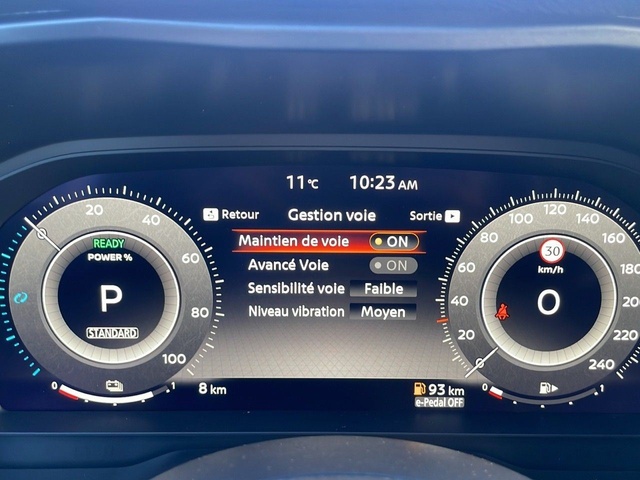 11°C 10:23 AM
Retour Gestion voie Sortie
Maintien de voie ON
Avancé Voie ON
Sensibilité voie Faible
Niveau vibration Moyen
20 40 60 80 100
READY
POWER %
P
STANDARD
0 1
8 km
93 km
e-Pedal OFF
20 40 60 80 100 120 140 160 180 220 240
30
km/h
0
0 1